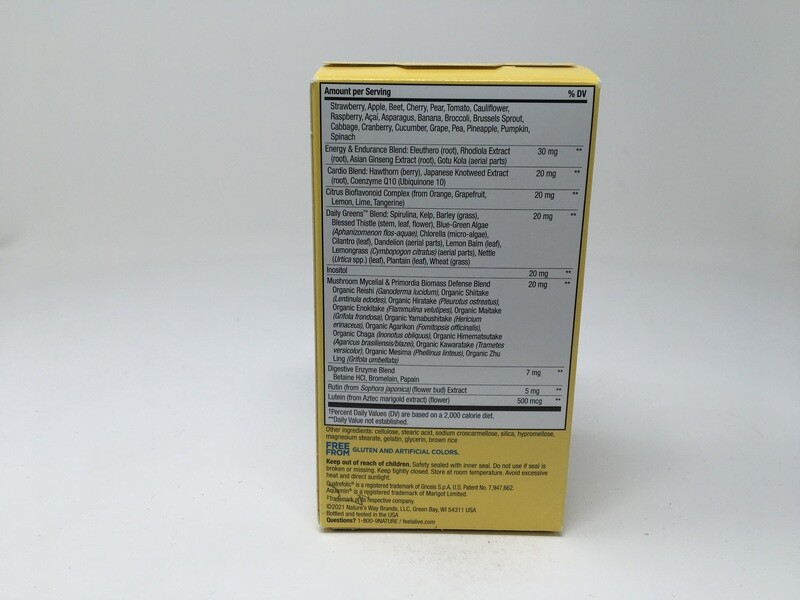 Amount per Serving % DV
Strawberry, Apple, Beet, Cherry, Pear, Tomato, Cauliflower,
Raspberry, Açai, Asparagus, Banana, Broccoli, Brussels Sprout,
Cabbage, Cranberry, Cucumber, Grape, Pea, Pineapple, Pumpkin,
Spinach
Energy & Endurance Blend: Eleuthero (root), Rhodiola Extract 30 mg **
(root), Asian Ginseng Extract (root), Gotu Kola (aerial parts)
Cardio Blend: Hawthorn (berry), Japanese Knotweed Extract 20 mg **
(root), Coenzyme Q10 (Ubiquinone 10)
Citrus Bioflavonoid Complex (from Orange, Grapefruit, 20 mg **
Lemon, Lime, Tangerine)
Daily Greens™ Blend: Spirulina, Kelp, Barley (grass), 20 mg **
Blessed Thistle (stem, leaf, flower), Blue-Green Algae
(Aphanizomenon flos-aquae), Chlorella (micro-algae),
Cilantro (leaf), Dandelion (aerial parts), Lemon Balm (leaf),
Lemongrass (Cymbopogon citratus) (aerial parts), Nettle
(Urtica spp.) (leaf), Plantain (leaf), Wheat (grass)
Inositol 20 mg **
Mushroom Mycelial & Primordia Biomass Defense Blend 20 mg **
Organic Reishi (Ganoderma lucidum), Organic Shiitake
(Lentinula edodes), Organic Hiratake (Pleurotus ostreatus),
Organic Enokitake (Flammulina velutipes), Organic Maitake
(Grifola frondosa), Organic Yamabushitake (Hericium
erinaceus), Organic Agarikon (Fomitopsis officinalis),
Organic Chaga (Inonotus obliquus), Organic Himematsutake
(Agaricus brasiliensis/blazei), Organic Kawaratake (Trametes
versicolor), Organic Mesima (Phellinus linteus), Organic Zhu
Ling (Grifola umbellata)
Digestive Enzyme Blend 7 mg **
Betaine HCl, Bromelain, Papain
Rutin (from Sophora japonica) (flower bud) Extract 5 mg **
Lutein (from Aztec marigold extract) (flower) 500 mcg **
†Percent Daily Values (DV) are based on a 2,000 calorie diet.
**Daily Value not established.
Other ingredients: cellulose, stearic acid, sodium croscarmellose, silica, hypromellose,
magnesium stearate, gelatin, glycerin, brown rice
FREE FROM GLUTEN AND ARTIFICIAL COLORS.
Keep out of reach of children. Safety sealed with inner seal. Do not use if seal is
broken or missing. Keep tightly closed. Store at room temperature. Avoid excessive
heat and direct sunlight.
Quatrefolic® is a registered trademark of Gnosis S.p.A. U.S. Patent No. 7,947,662.
Aquamin® is a registered trademark of Marigot Limited.
Trademark of its respective company.
©2021 Nature's Way Brands, LLC, Green Bay, WI 54311 USA
Bottled and tested in the USA
Questions? 1-800-9NATURE / feelalive.com